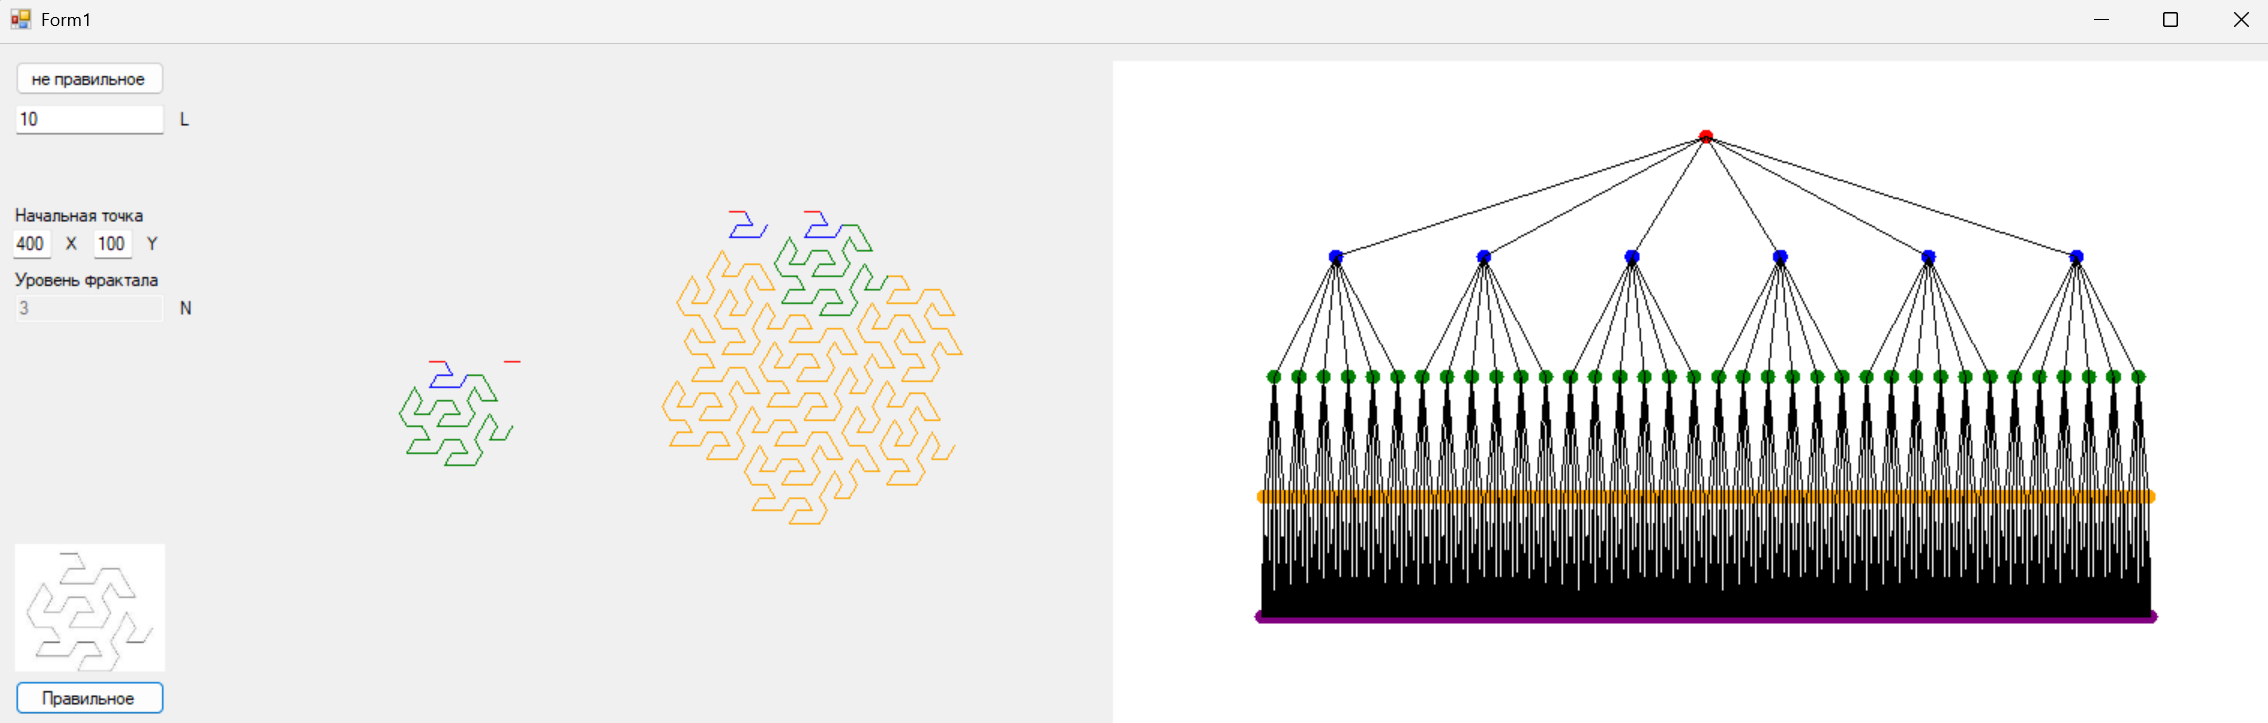 Form1
не правильное
10 L
Начальная точка
400 X 100 Y
Уровень фрактала
3 N
Правильное